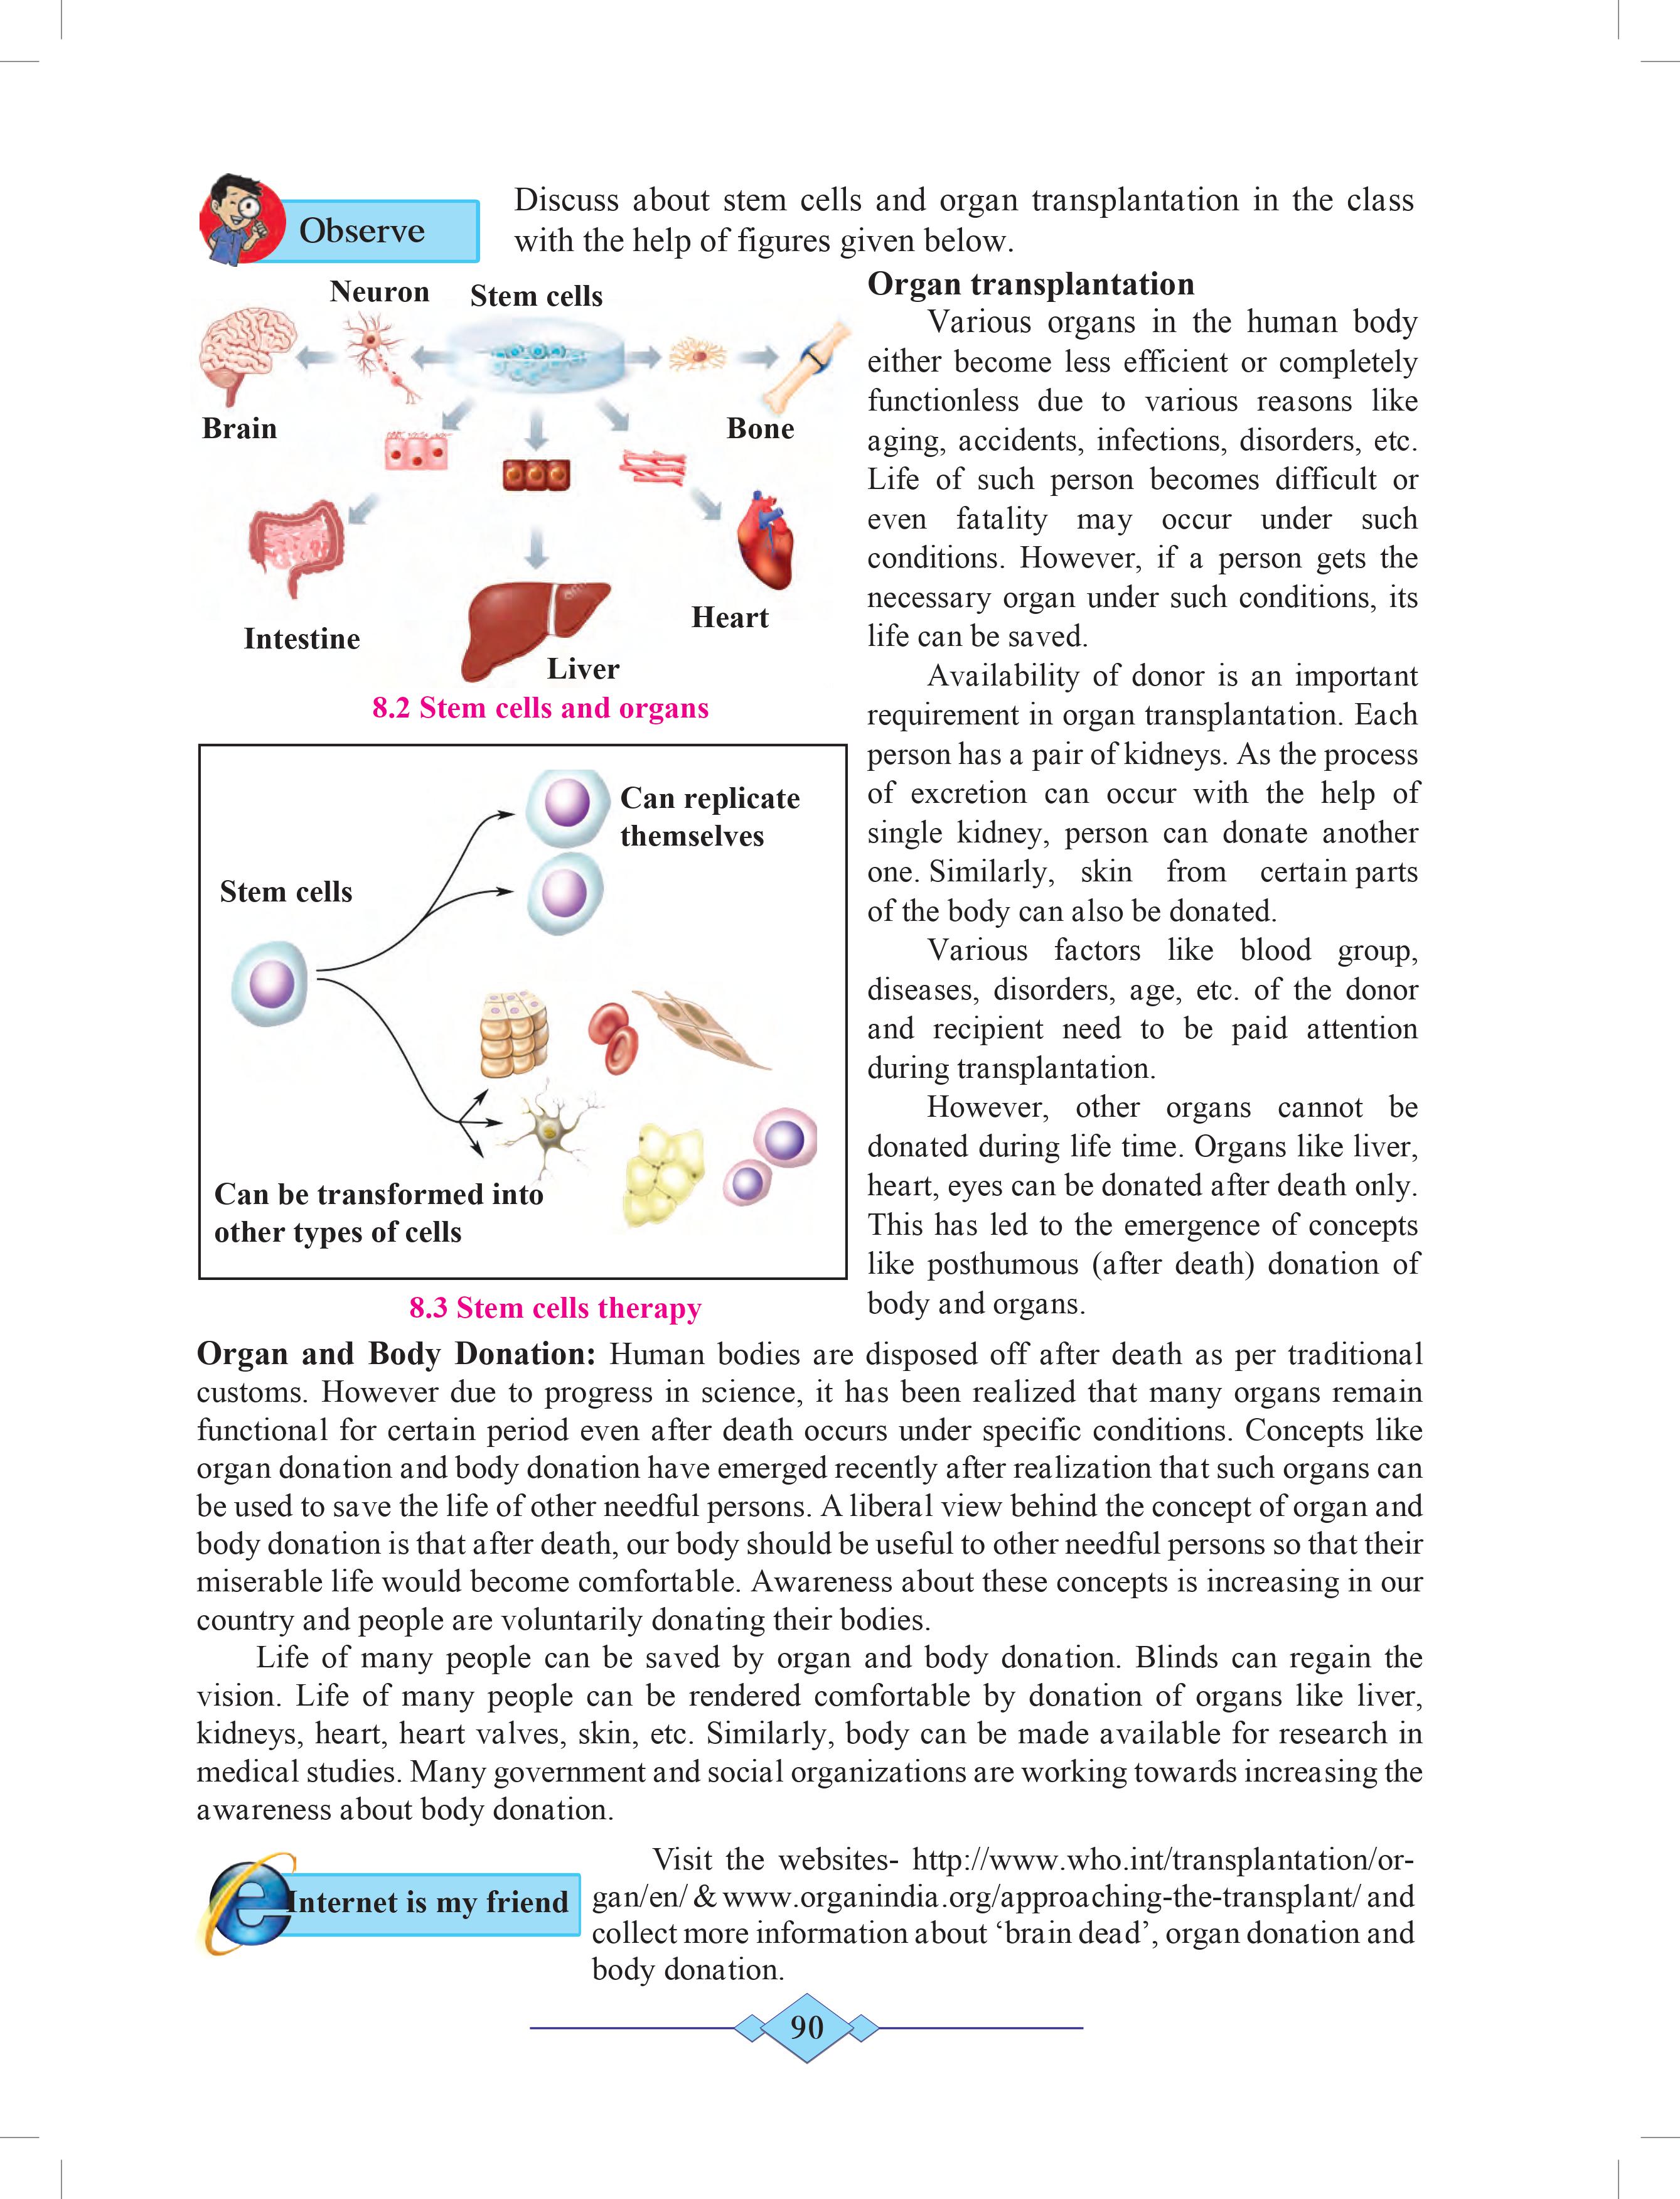 Observe
Discuss about stem cells and organ transplantation in the class
with the help of figures given below.
Neuron
Stem cells
Brain
Bone
Intestine
Heart
Liver
8.2 Stem cells and organs
Can replicate
themselves
Stem cells
Can be transformed into
other types of cells
8.3 Stem cells therapy
Organ transplantation
Various organs in the human body
either become less efficient or completely
functionless due to various reasons like
aging, accidents, infections, disorders, etc.
Life of such person becomes difficult or
even fatality may occur under such
conditions. However, if a person gets the
necessary organ under such conditions, its
life can be saved.
Availability of donor is an important
requirement in organ transplantation. Each
person has a pair of kidneys. As the process
of excretion can occur with the help of
single kidney, person can donate another
one. Similarly, skin from certain parts
of the body can also be donated.
Various factors like blood group,
diseases, disorders, age, etc. of the donor
and recipient need to be paid attention
during transplantation.
However, other organs cannot be
donated during life time. Organs like liver,
heart, eyes can be donated after death only.
This has led to the emergence of concepts
like posthumous (after death) donation of
body and organs.
Organ and Body Donation: Human bodies are disposed off after death as per traditional
customs. However due to progress in science, it has been realized that many organs remain
functional for certain period even after death occurs under specific conditions. Concepts like
organ donation and body donation have emerged recently after realization that such organs can
be used to save the life of other needful persons. A liberal view behind the concept of organ and
body donation is that after death, our body should be useful to other needful persons so that their
miserable life would become comfortable. Awareness about these concepts is increasing in our
country and people are voluntarily donating their bodies.
Life of many people can be saved by organ and body donation. Blinds can regain the
vision. Life of many people can be rendered comfortable by donation of organs like liver,
kidneys, heart, heart valves, skin, etc. Similarly, body can be made available for research in
medical studies. Many government and social organizations are working towards increasing the
awareness about body donation.
Internet is my friend
Visit the websites- http://www.who.int/transplantation/or-
gan/en/ & www.organindia.org/approaching-the-transplant/ and
collect more information about ‘brain dead’, organ donation and
body donation.
90